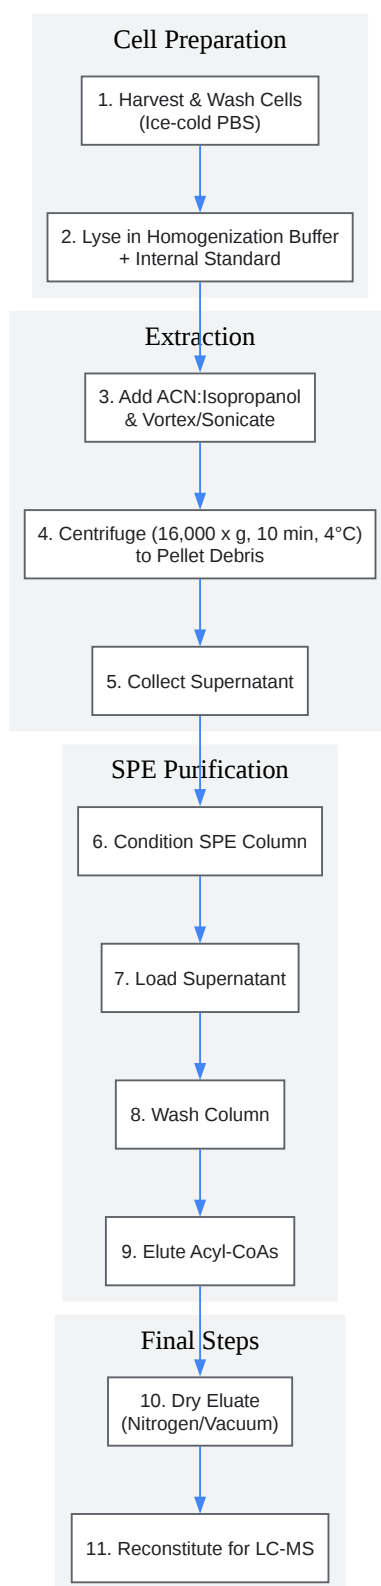 Cell Preparation
1. Harvest & Wash Cells
(Ice-cold PBS)
2. Lyse in Homogenization Buffer
+ Internal Standard
Extraction
3. Add ACN:Isopropanol
& Vortex/Sonicate
4. Centrifuge (16,000 x g, 10 min, 4°C)
to Pellet Debris
5. Collect Supernatant
SPE Purification
6. Condition SPE Column
7. Load Supernatant
8. Wash Column
9. Elute Acyl-CoAs
Final Steps
10. Dry Eluate
(Nitrogen/Vacuum)
11. Reconstitute for LC-MS